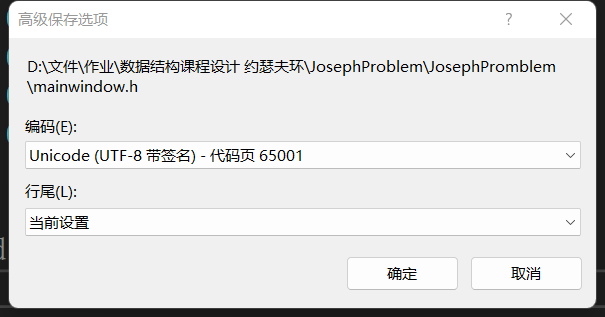 高级保存选项
D:\文件\作业\数据结构课程设计 约瑟夫环\JosephProblem\JosephPromblem
\mainwindow.h
编码(E):
Unicode (UTF-8 带签名) - 代码页 65001
行尾(L):
当前设置
确定
取消